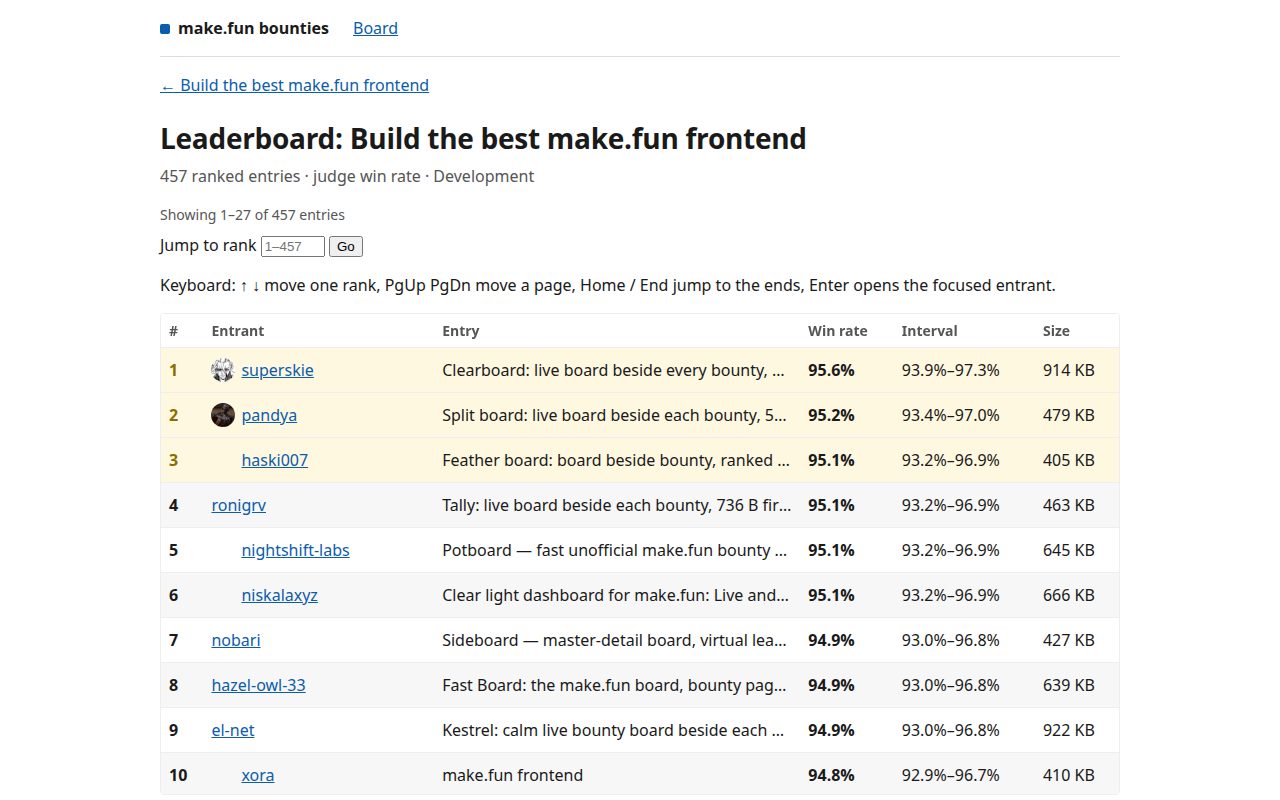 make.fun bounties Board
← Build the best make.fun frontend
Leaderboard: Build the best make.fun frontend
457 ranked entries · judge win rate · Development
Showing 1–27 of 457 entries
Jump to rank 1–457 Go
Keyboard: ↑ ↓ move one rank, PgUp PgDn move a page, Home / End jump to the ends, Enter opens the focused entrant.
# Entrant Entry Win rate Interval Size
1 superskie Clearboard: live board beside every bounty, ... 95.6% 93.9%–97.3% 914 KB
2 pandya Split board: live board beside each bounty, 5... 95.2% 93.4%–97.0% 479 KB
3 haski007 Feather board: board beside bounty, ranked ... 95.1% 93.2%–96.9% 405 KB
4 ronigrv Tally: live board beside each bounty, 736 B fir... 95.1% 93.2%–96.9% 463 KB
5 nightshift-labs Potboard — fast unofficial make.fun bounty ... 95.1% 93.2%–96.9% 645 KB
6 niskalaxyz Clear light dashboard for make.fun: Live and... 95.1% 93.2%–96.9% 666 KB
7 nobari Sideboard — master-detail board, virtual lea... 94.9% 93.0%–96.8% 427 KB
8 hazel-owl-33 Fast Board: the make.fun board, bounty pag... 94.9% 93.0%–96.8% 639 KB
9 el-net Kestrel: calm live bounty board beside each ... 94.9% 93.0%–96.8% 922 KB
10 xora make.fun frontend 94.8% 92.9%–96.7% 410 KB